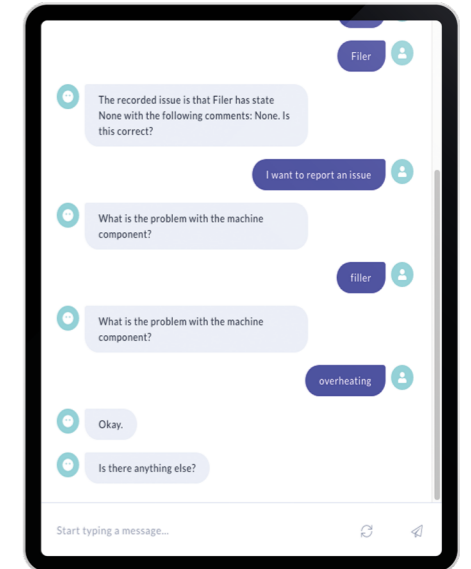 Filer
The recorded issue is that Filer has state
None with the following comments: None. Is
this correct?
I want to report an issue
What is the problem with the machine
component?
filler
What is the problem with the machine
component?
overheating
Okay.
Is there anything else?
Start typing a message...